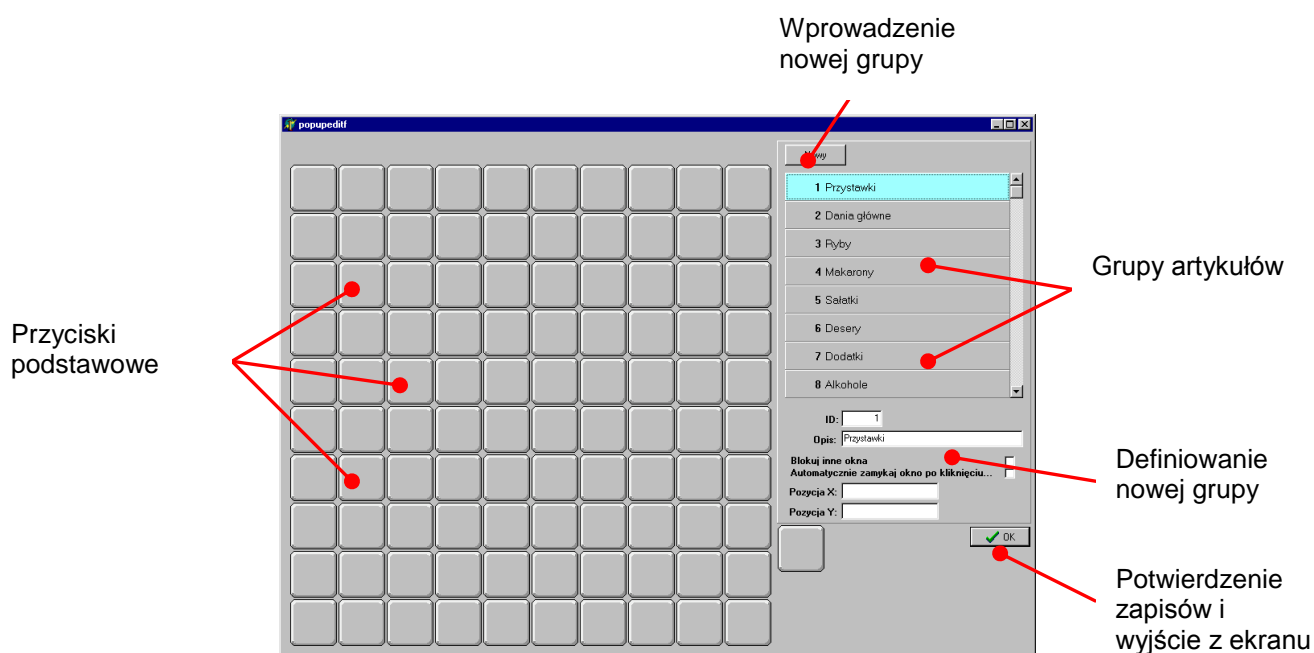 Wprowadzenie
nowej grupy
popupeditf
Nowy
1 Przystawki
2 Dania główne
3 Ryby
4 Makarony
5 Sałatki
6 Desery
7 Dodatki
8 Alkohole
Grupy artykułów
Przyciski
podstawowe
ID: 1
Opis: Przystawki
Blokuj inne okna
Automatycznie zamykaj okno po kliknięciu...
Pozycja X:
Pozycja Y:
OK
Definiowanie
nowej grupy
Potwierdzenie
zapisów i
wyjście z ekranu